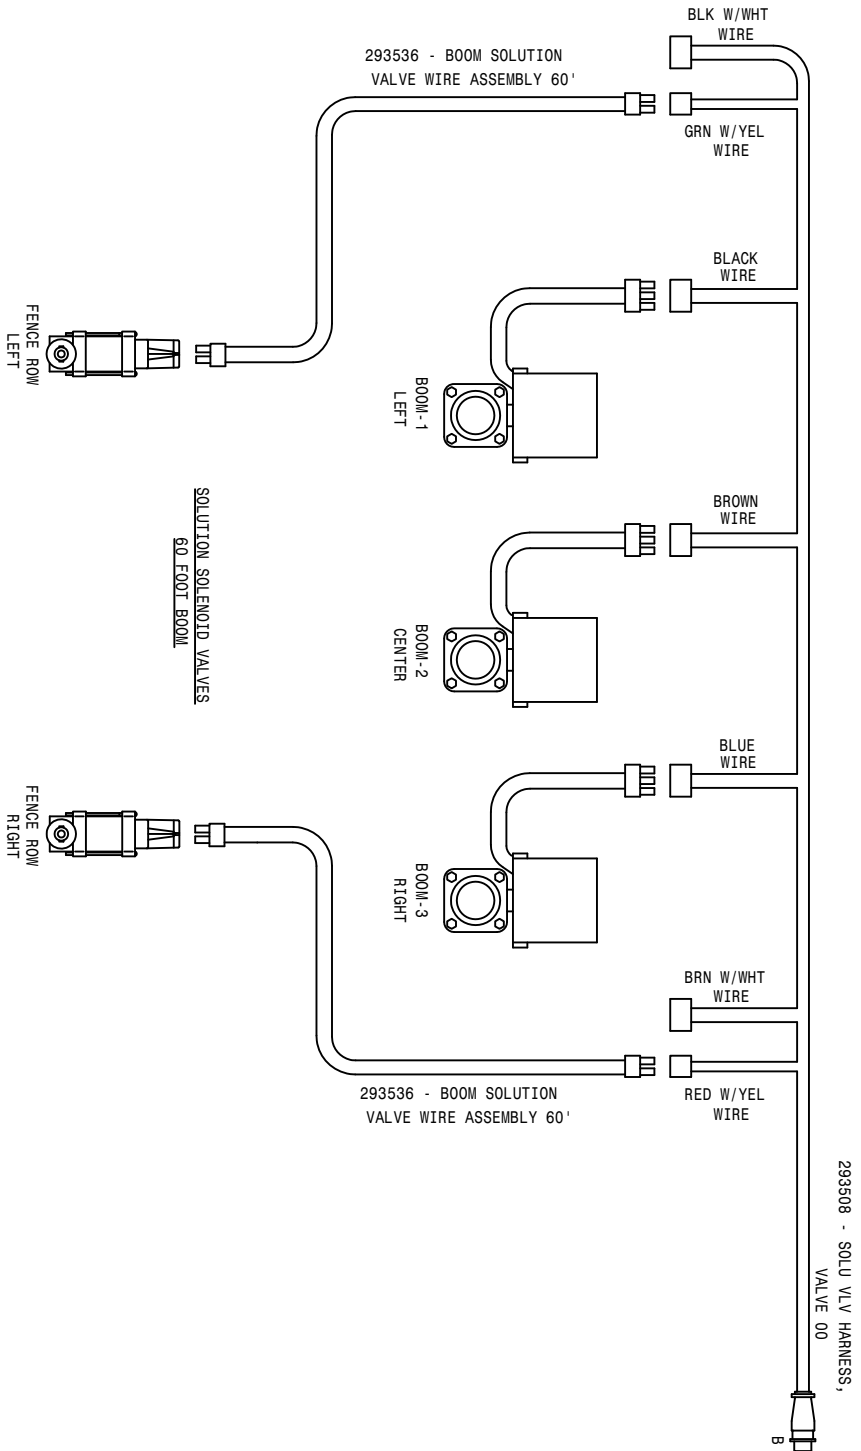 BLK W/WHT
WIRE
293536 - BOOM SOLUTION
VALVE WIRE ASSEMBLY 60'
GRN W/YEL
WIRE
BLACK
WIRE
FENCE ROW
LEFT
BOOM-1
LEFT
BROWN
WIRE
SOLUTION SOLENOID VALVES
60 FOOT BOOM
BOOM-2
CENTER
BLUE
WIRE
FENCE ROW
RIGHT
BOOM-3
RIGHT
BRN W/WHT
WIRE
293536 - BOOM SOLUTION
VALVE WIRE ASSEMBLY 60'
RED W/YEL
WIRE
293508 - SOLU VLV HARNESS,
VALVE 00
B